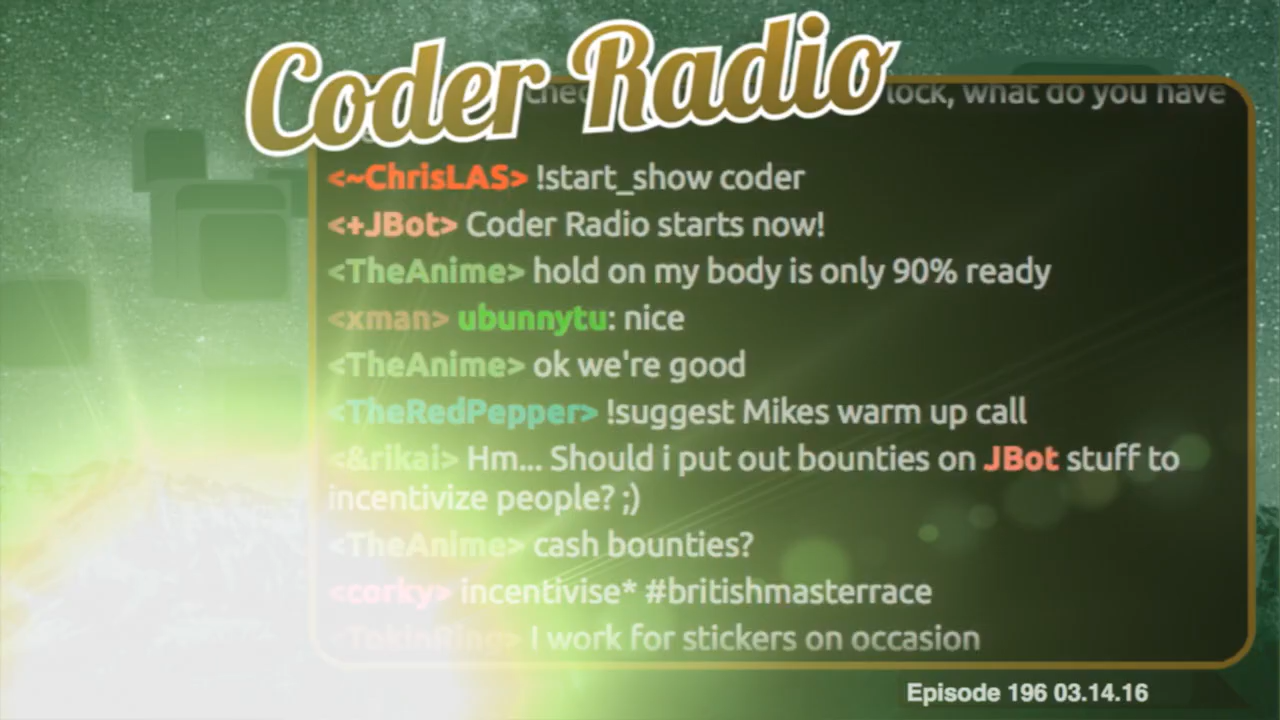 Coder Radio
lock, what do you have
<~ChrisLAS> !start_show coder
<+JBot> Coder Radio starts now!
<TheAnime> hold on my body is only 90% ready
<xman> ubunnytu: nice
<TheAnime> ok we're good
<TheRedPepper> !suggest Mikes warm up call
<&rikai> Hm... Should i put out bounties on JBot stuff to
incentivize people? ;)
<TheAnime> cash bounties?
<corky> incentivise* #britishmasterrace
<TekinRing> I work for stickers on occasion
Episode 196 03.14.16